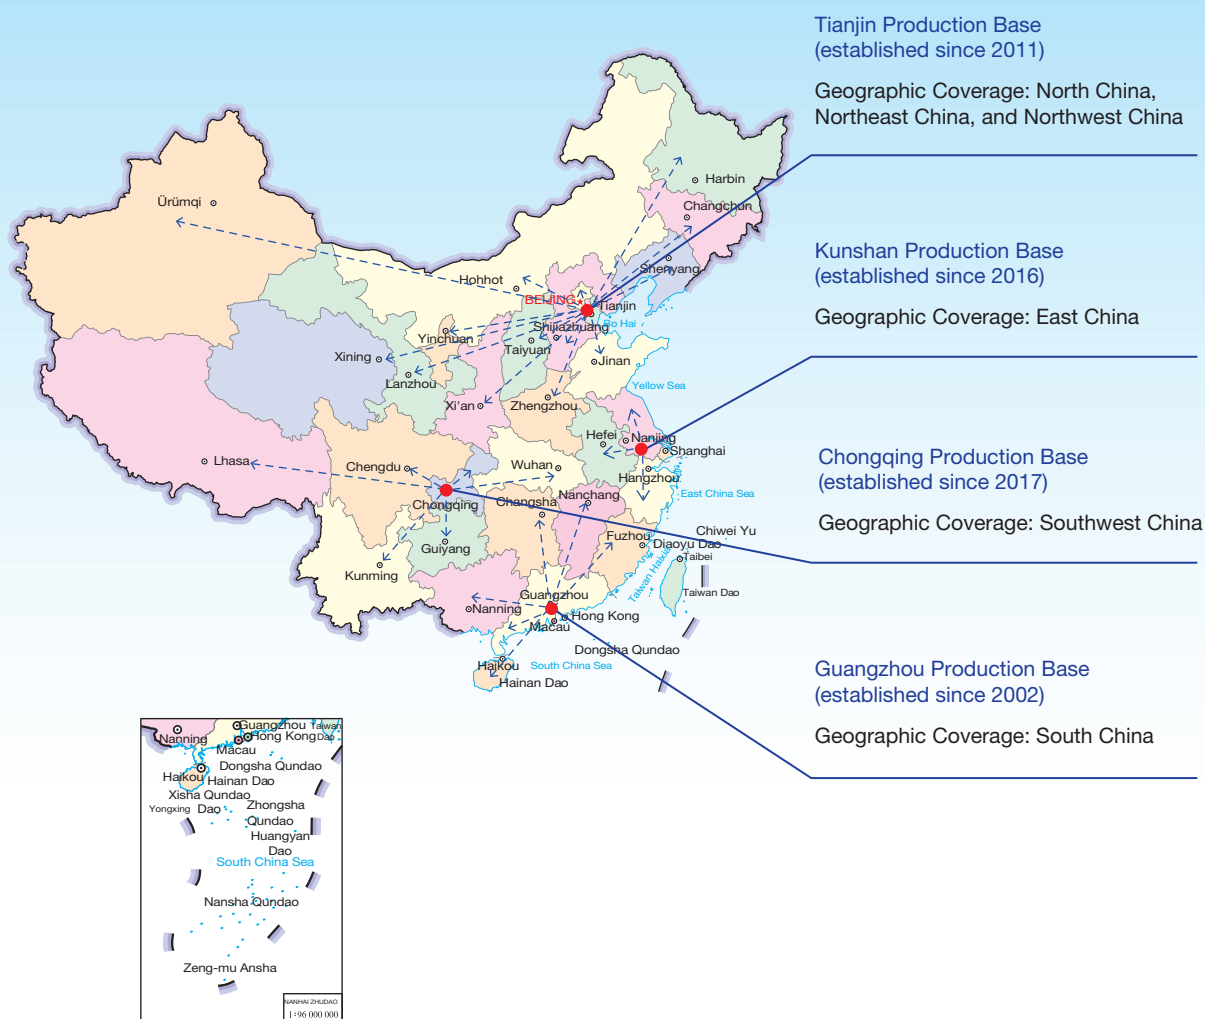 Tianjin Production Base
(established since 2011)
Geographic Coverage: North China,
Northeast China, and Northwest China
Kunshan Production Base
(established since 2016)
Geographic Coverage: East China
Chongqing Production Base
(established since 2017)
Geographic Coverage: Southwest China
Guangzhou Production Base
(established since 2002)
Geographic Coverage: South China
Harbin
Ürümqi
Changchun
Shenyang
Hohhot
BEIJING
Tianjin
Shijiazhuang
Bo Hai
Yinchuan
Taiyuan
Xining
Jinan
Lanzhou
Yellow Sea
Xi'an
Zhengzhou
Hefei
Nanjing
Shanghai
Lhasa
Chengdu
Wuhan
Hangzhou
Nanchang
East China Sea
Chongqing
Changsha
Chiwei Yu
Fuzhou
Diaoyu Dao
Guiyang
Taibei
Kunming
Taiwan Haixia
Taiwan Dao
Guangzhou
Nanning
Hong Kong
Macau
Dongsha Qundao
Haikou
South China Sea
Hainan Dao
Guangzhou
Taiwan
Dao
Nanning
Hong Kong
Macau
Dongsha Qundao
Haikou
Hainan Dao
Xisha Qundao
Yongxing
Dao
Zhongsha
Qundao
Huangyan
Dao
South China Sea
Nansha Qundao
Zeng-mu Ansha
NANHAI ZHUDAO
1:96 000 000